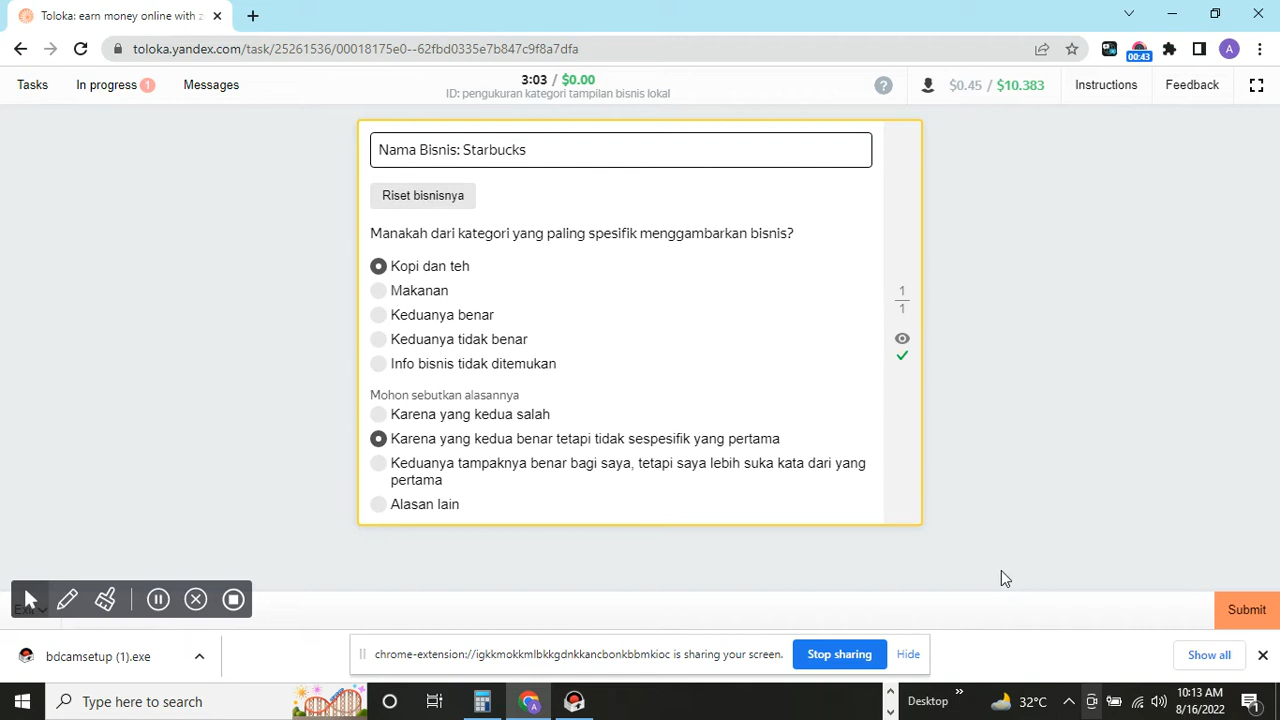 Toloka: earn money online with z
toloka.yandex.com/task/25261536/00018175e0--62fbd0335e7b847c9f8a7dfa
00:43
A
Tasks
In progress 1
Messages
3:03 / $0.00
ID: pengukuran kategori tampilan bisnis lokal
?
$0.45 / $10.383
Instructions
Feedback
Nama Bisnis: Starbucks
Riset bisnisnya
Manakah dari kategori yang paling spesifik menggambarkan bisnis?
Kopi dan teh
Makanan
Keduanya benar
Keduanya tidak benar
Info bisnis tidak ditemukan
Mohon sebutkan alasannya
Karena yang kedua salah
Karena yang kedua benar tetapi tidak sespesifik yang pertama
Keduanya tampaknya benar bagi saya, tetapi saya lebih suka kata dari yang
pertama
Alasan lain
1
1
Exit
Submit
bdcamsetup (1).exe
chrome-extension://igkkmokkmlbkkgdnkkancbonkbbmkioc is sharing your screen.
Stop sharing
Hide
Show all
Type here to search
Desktop
32°C
10:13 AM
8/16/2022
1